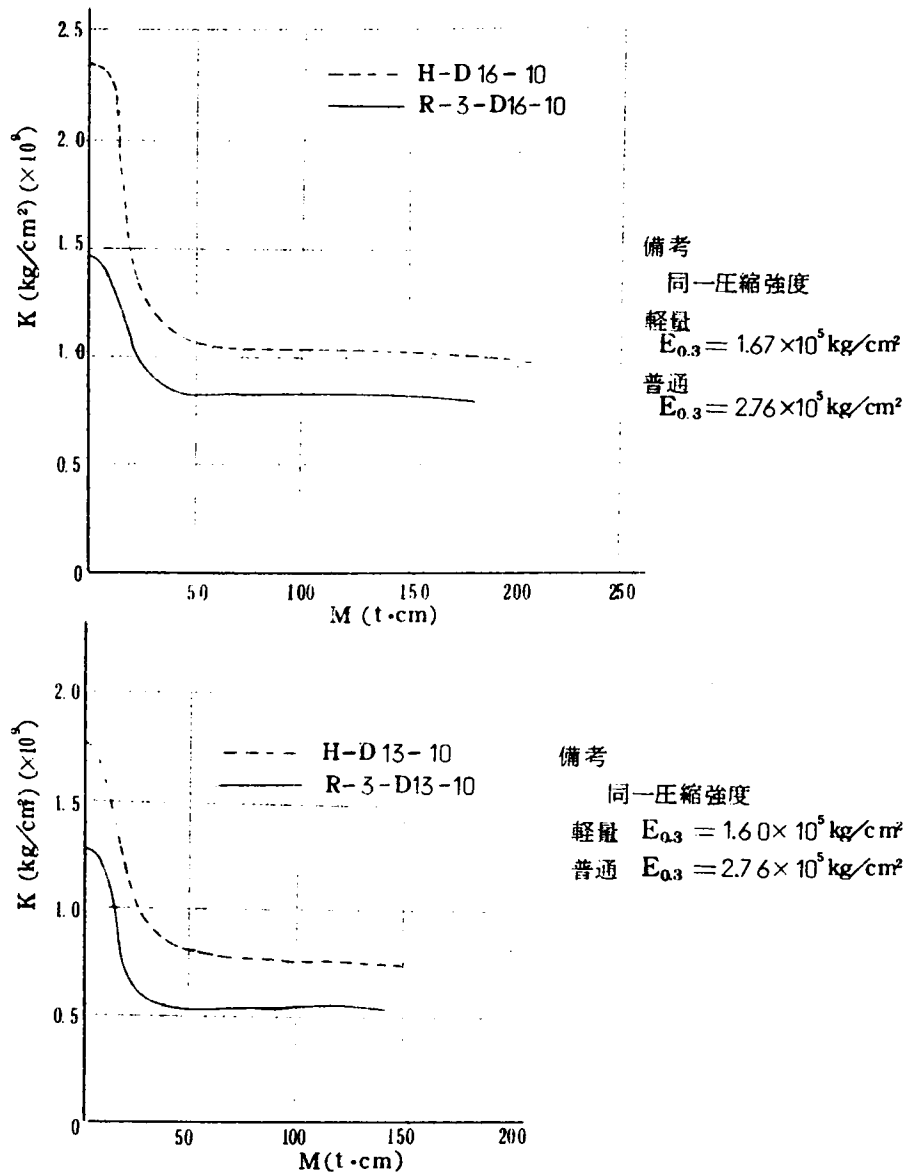 2.5
2.0
1.5
1.0
0.5
0
K (kg/cm²) (×10⁹)
H-D 16-10
R-3-D16-10
50 100 150 200 250
M (t·cm)
備考
同一圧縮強度
軽量
E₀.₃ = 1.67 ×10⁵ kg/cm²
普通
E₀.₃ = 2.76 ×10⁵ kg/cm²
2.0
1.5
1.0
0.5
0
K (kg/cm²) (×10⁹)
H-D 13-10
R-3-D13-10
50 100 150 200
M(t·cm)
備考
同一圧縮強度
軽量 E₀.₃ = 1.60 × 10⁵ kg/cm²
普通 E₀.₃ = 2.76 × 10⁵ kg/cm²